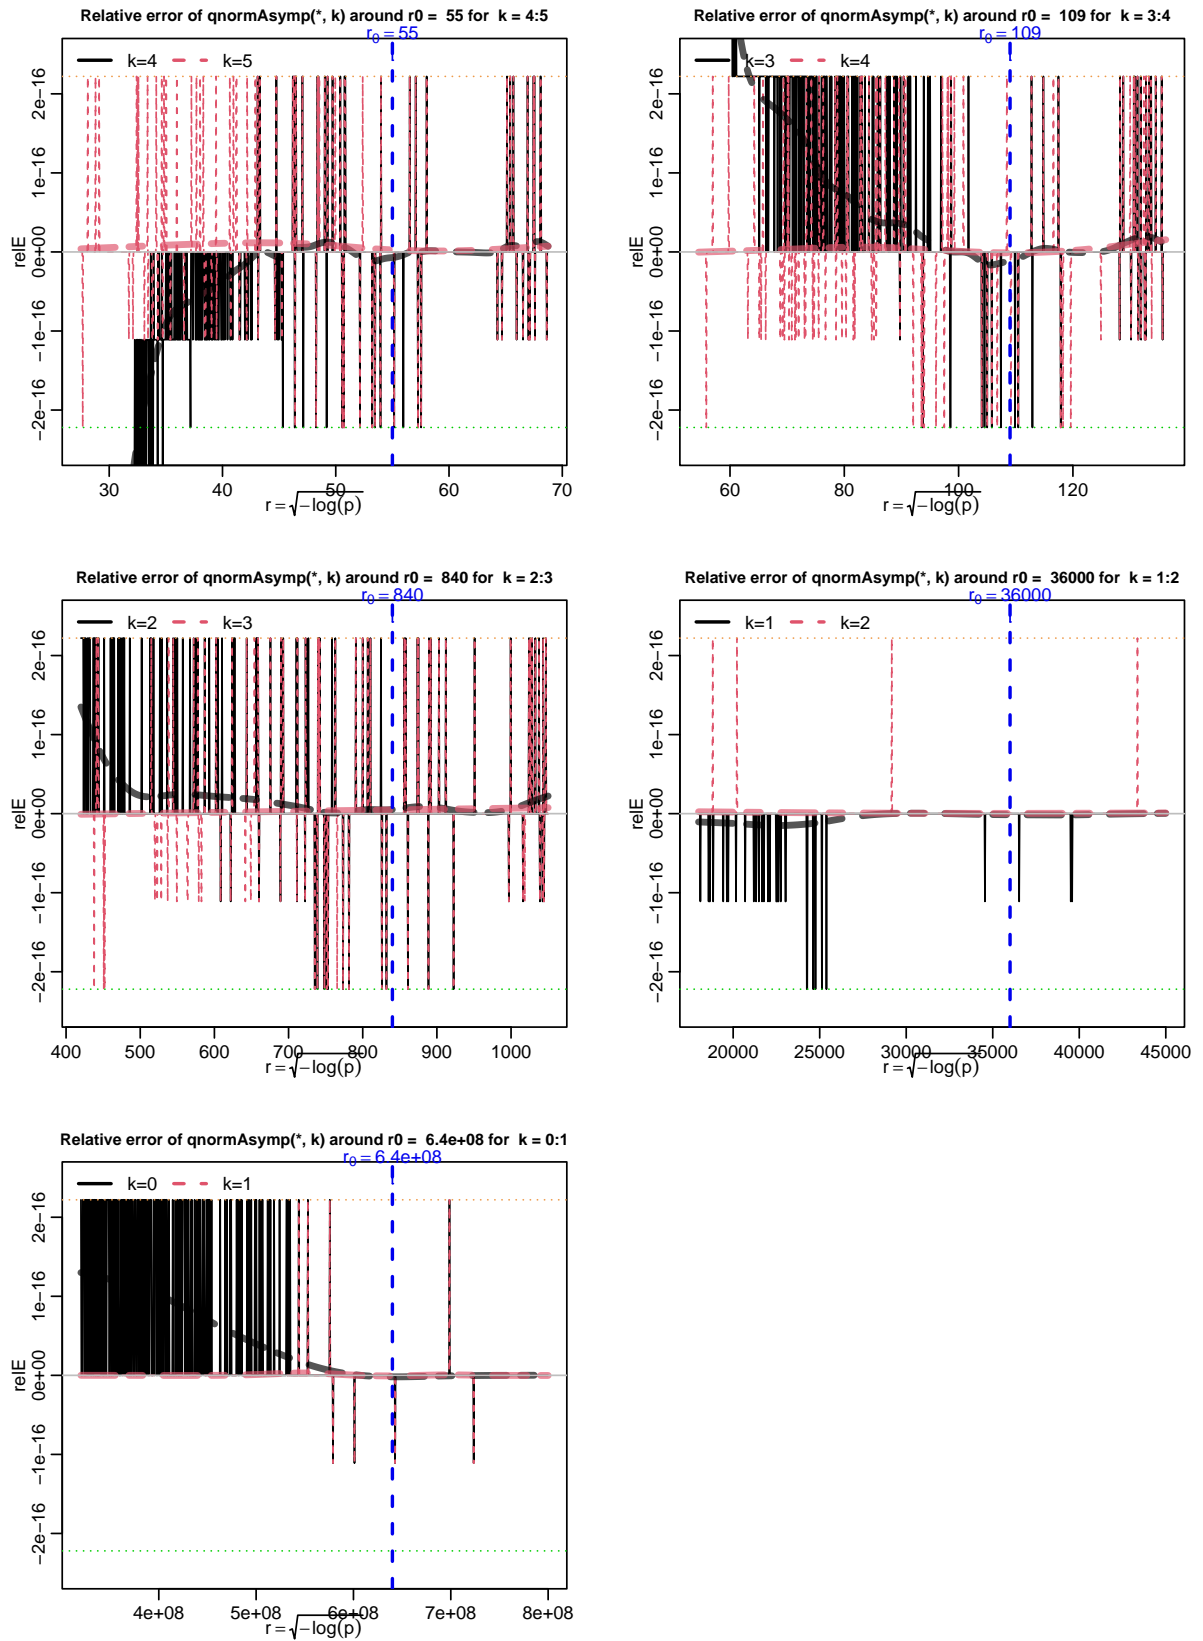 Relative error of qnormAsymp(*, k) around r0 =  55 for  k = 4:5
r0 = 55
k=4 k=5
relE
2e−16
1e−16
0e+00
−1e−16
−2e−16
30 40 50 60 70
r = √−log(p)
Relative error of qnormAsymp(*, k) around r0 =  109 for  k = 3:4
r0 = 109
k=3 k=4
relE
2e−16
1e−16
0e+00
−1e−16
−2e−16
60 80 100 120
r = √−log(p)
Relative error of qnormAsymp(*, k) around r0 =  840 for  k = 2:3
r0 = 840
k=2 k=3
relE
2e−16
1e−16
0e+00
−1e−16
−2e−16
400 500 600 700 800 900 1000
r = √−log(p)
Relative error of qnormAsymp(*, k) around r0 =  36000 for  k = 1:2
r0 = 36000
k=1 k=2
relE
2e−16
1e−16
0e+00
−1e−16
−2e−16
20000 25000 30000 35000 40000 45000
r = √−log(p)
Relative error of qnormAsymp(*, k) around r0 =  6.4e+08 for  k = 0:1
r0 = 6.4e+08
k=0 k=1
relE
2e−16
1e−16
0e+00
−1e−16
−2e−16
4e+08 5e+08 6e+08 7e+08 8e+08
r = √−log(p)